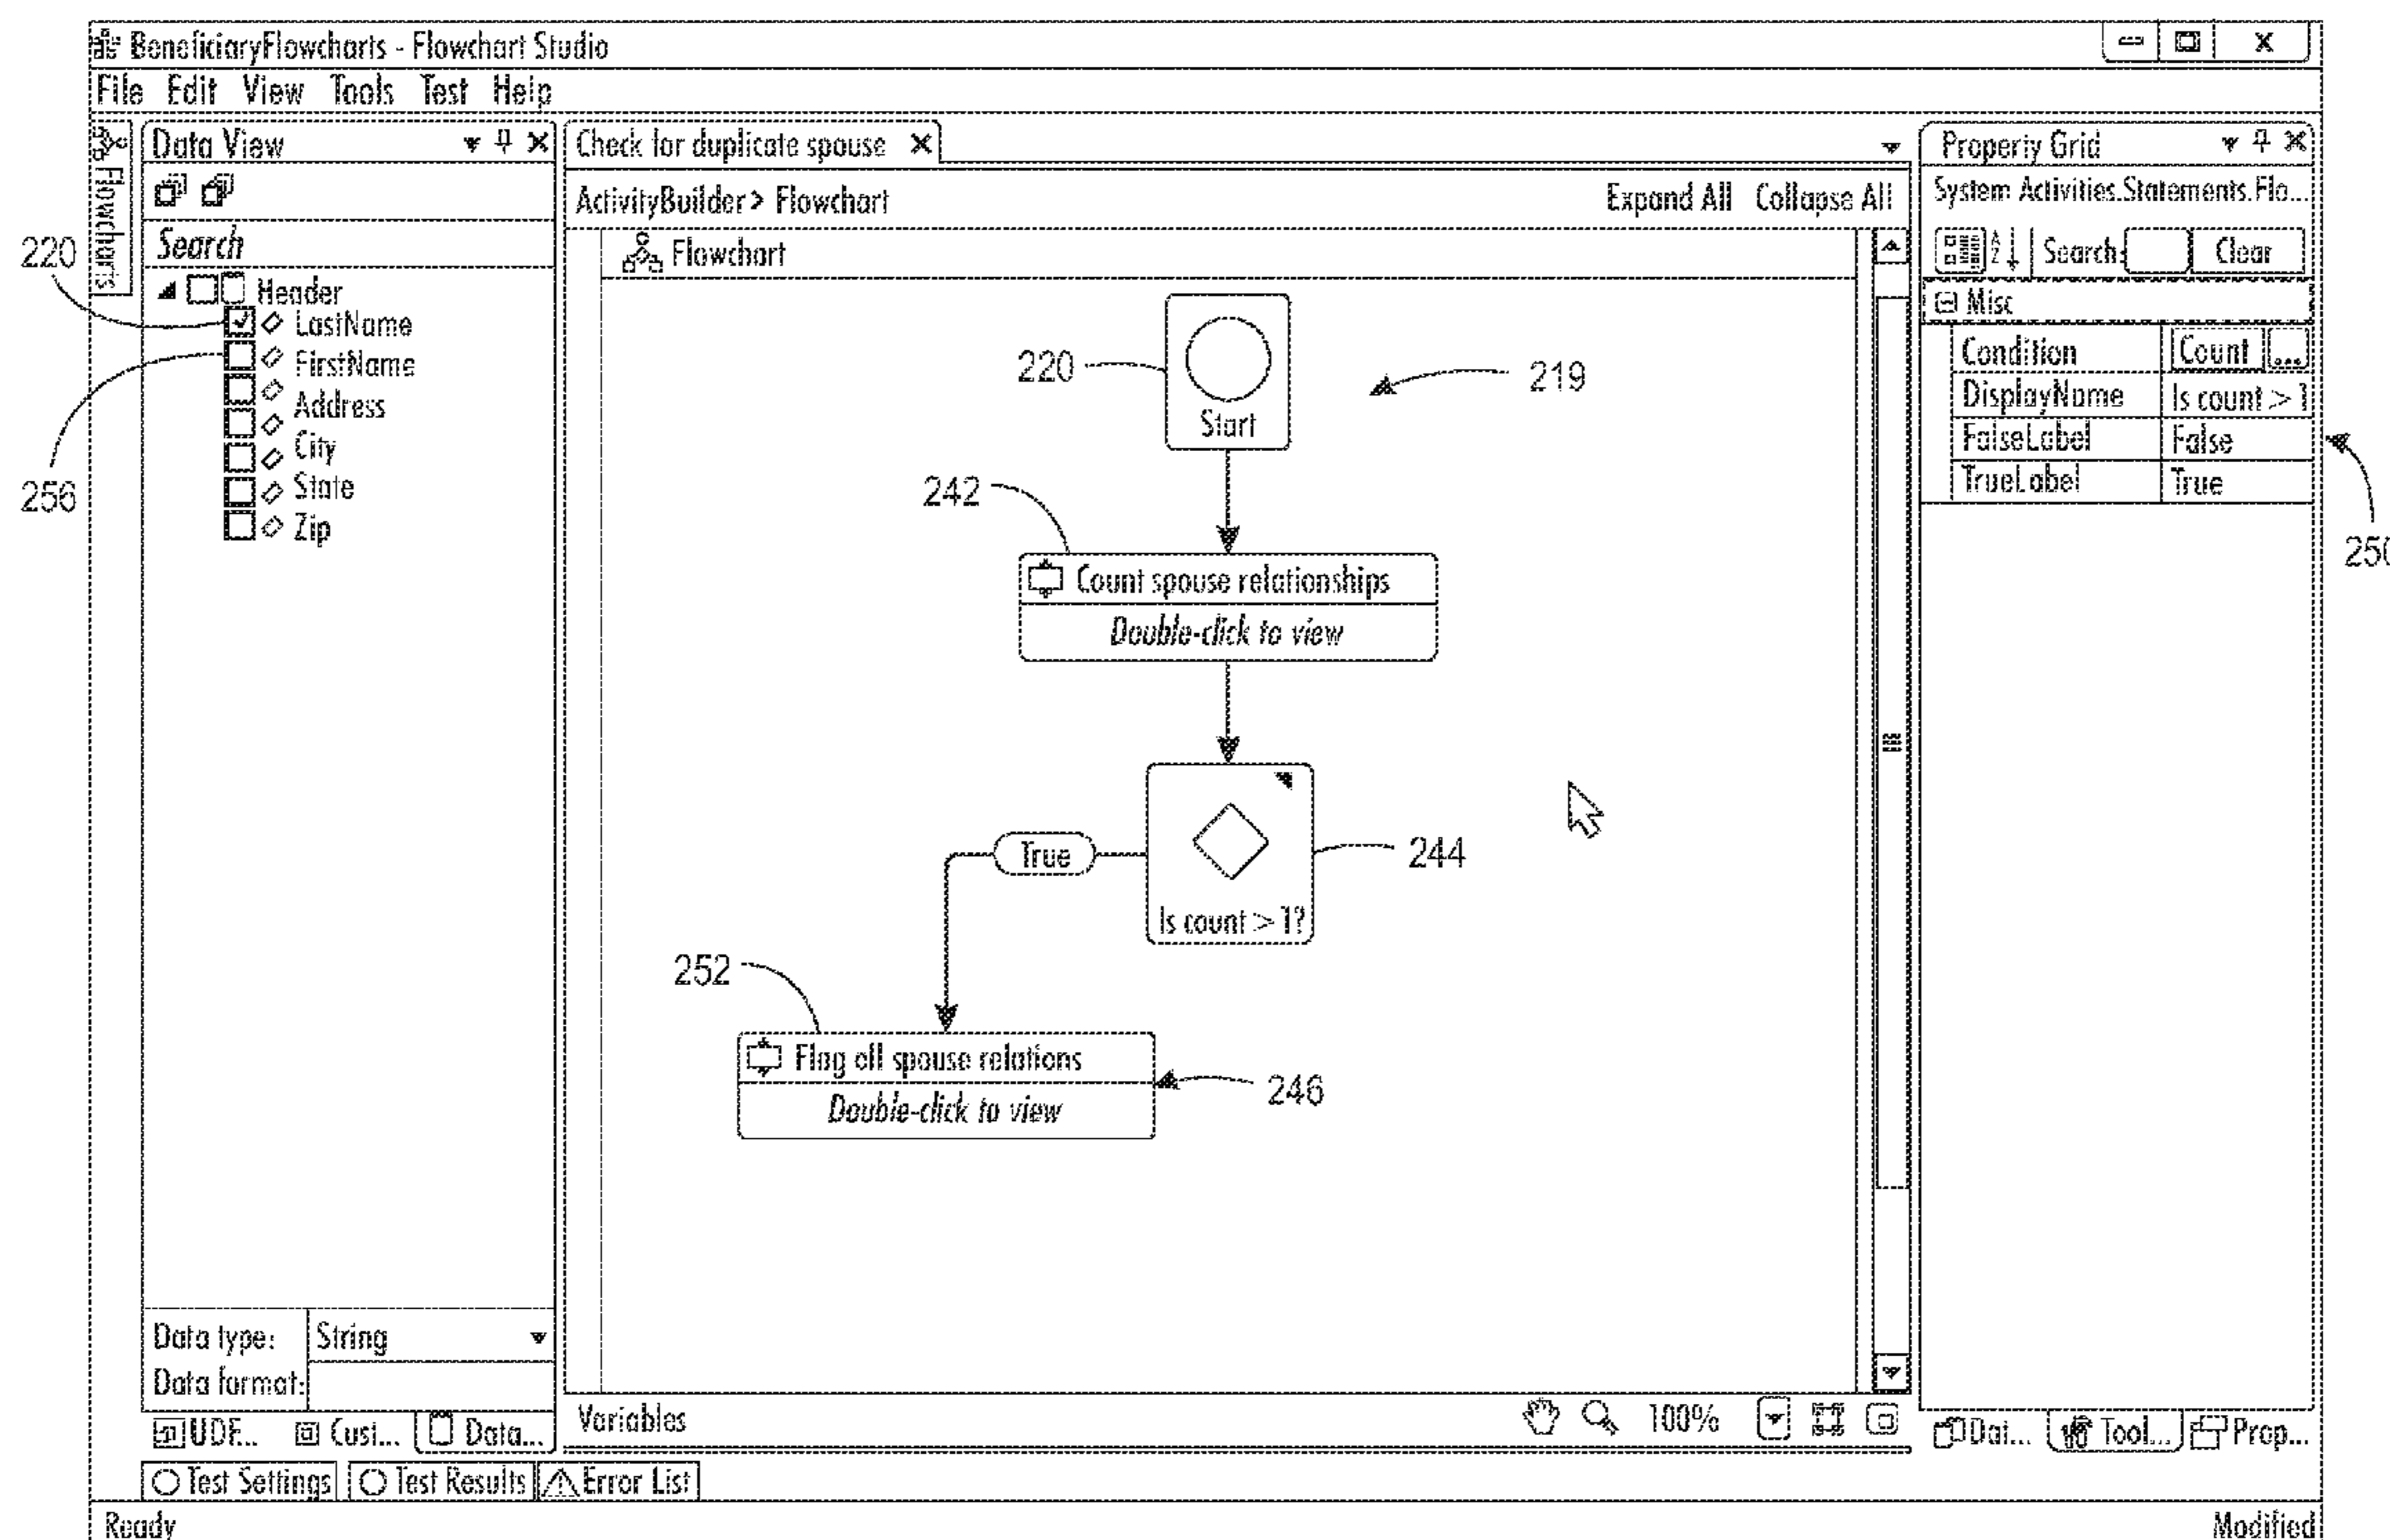 BeneficiaryFlowcharts - Flowchart Studio
X
File Edit View Tools Test Help
Flowcharts
Data View
Search
Header
LastName
FirstName
Address
City
State
Zip
220
256
Data type: String
Data format:
UDF... Cust... Data...
Check for duplicate spouse X
ActivityBuilder > Flowchart Expand All Collapse All
Flowchart
220
Start
219
242
Count spouse relationships
Double-click to view
True
244
Is count > 1?
252
Flag all spouse relations
Double-click to view
246
Variables 100%
Property Grid
System Activities.Statements.Flo...
Search: Clear
Misc
Condition Count ...
DisplayName Is count > 1
FalseLabel False
TrueLabel True
250
Dat... Tool... Prop...
Test Settings Test Results Error List
Ready Modified